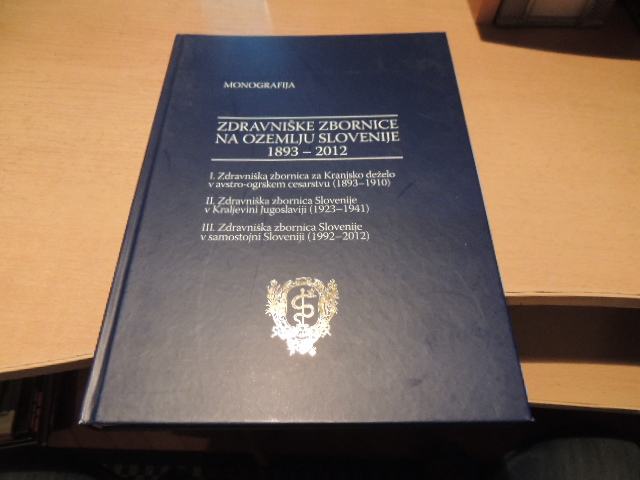 MONOGRAFIJA
ZDRAVNIŠKE ZBORNICE
NA OZEMLJU SLOVENIJE
1893 – 2012
I. Zdravniška zbornica za Kranjsko deželo
v avstro-ogrskem cesarstvu (1893–1910)
II. Zdravniška zbornica Slovenije
v Kraljevini Jugoslaviji (1923–1941)
III. Zdravniška zbornica Slovenije
v samostojni Sloveniji (1992–2012)